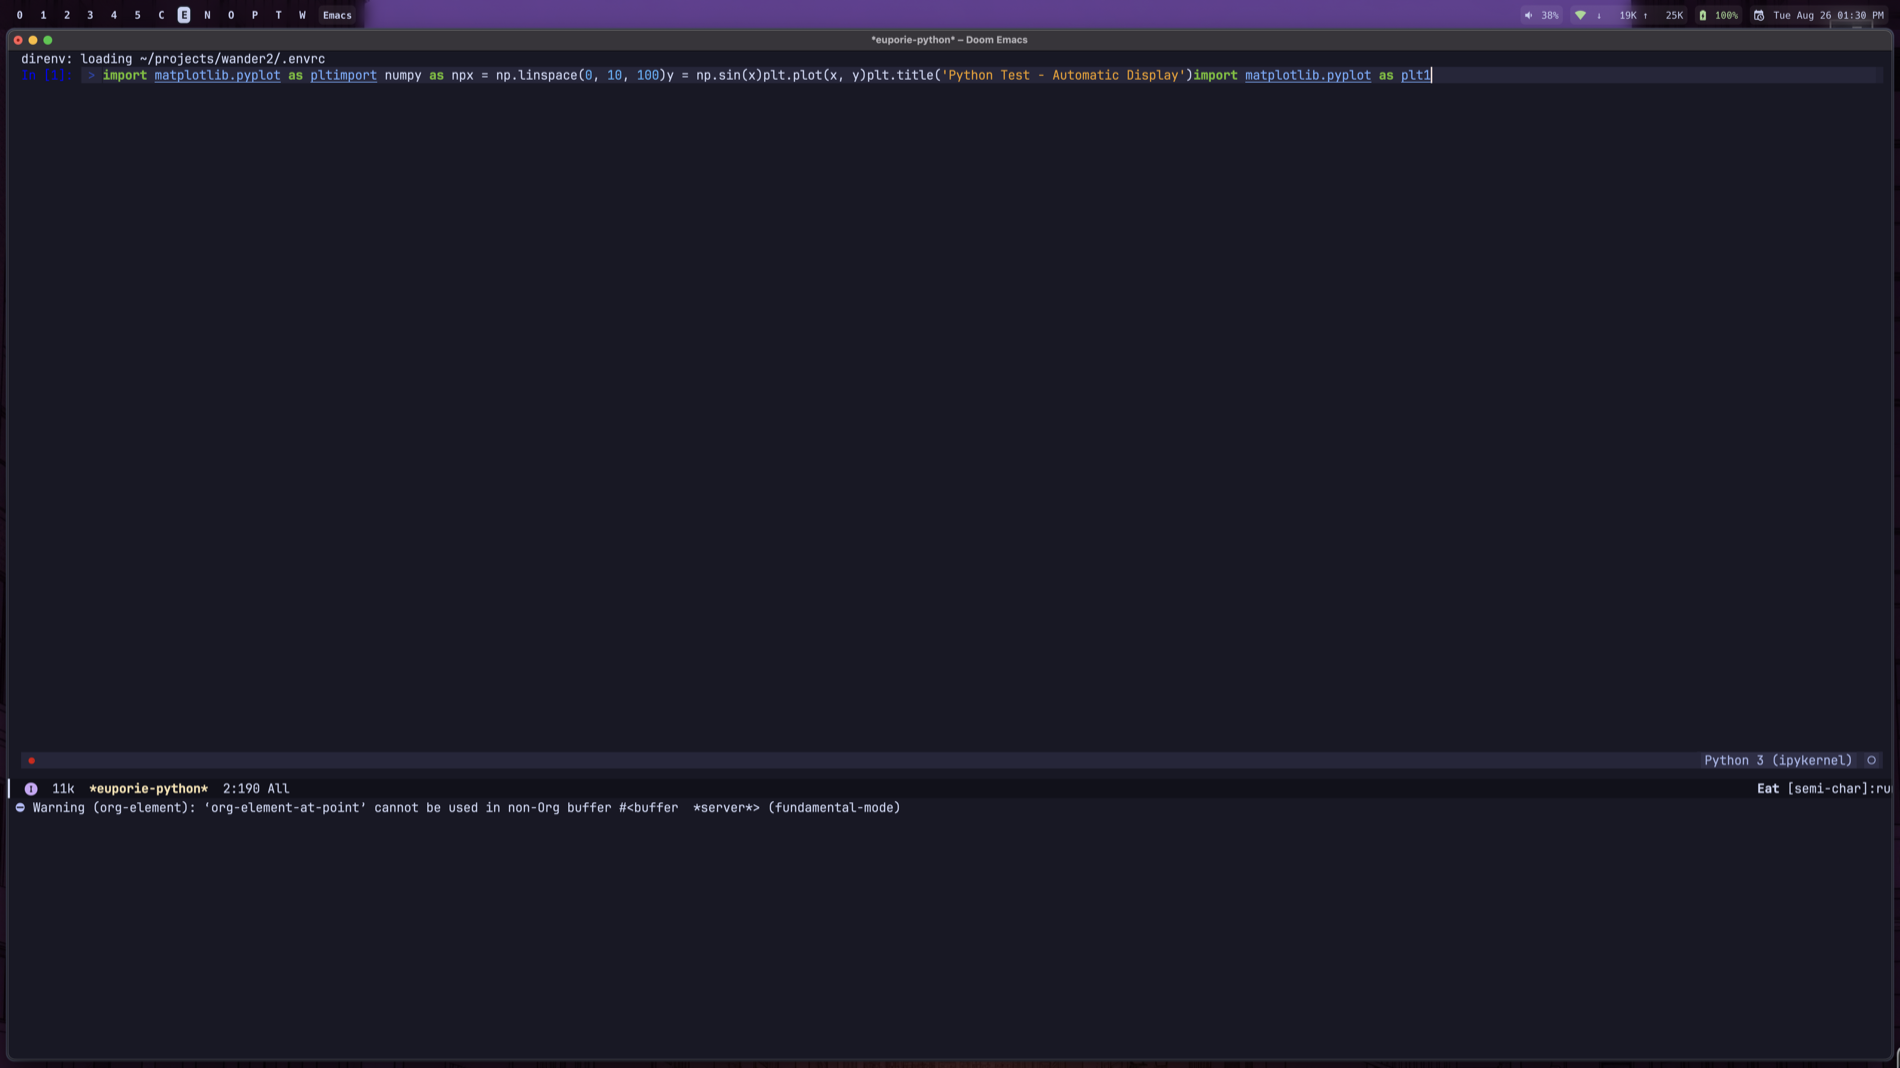 0 1 2 3 4 5 C E N O P T W Emacs 38% ↓ 19K ↑ 25K 100% Tue Aug 26 01:30 PM
*euporie-python* – Doom Emacs
direnv: loading ~/projects/wander2/.envrc
In [1]: > import matplotlib.pyplot as pltimport numpy as npx = np.linspace(0, 10, 100)y = np.sin(x)plt.plot(x, y)plt.title('Python Test - Automatic Display')import matplotlib.pyplot as plt1
Python 3 (ipykernel)
I 11k *euporie-python* 2:190 All Eat [semi-char]:ru
Warning (org-element): ‘org-element-at-point’ cannot be used in non-Org buffer #<buffer  *server*> (fundamental-mode)